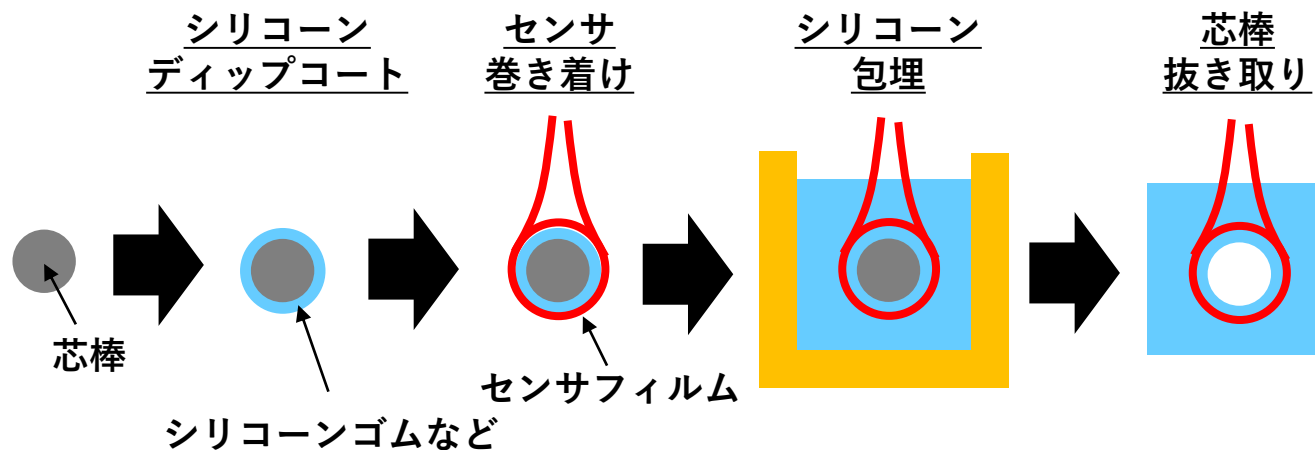 シリコーン
ディップコート
センサ
巻き着け
シリコーン
包埋
芯棒
抜き取り
芯棒
センサフィルム
シリコーンゴムなど